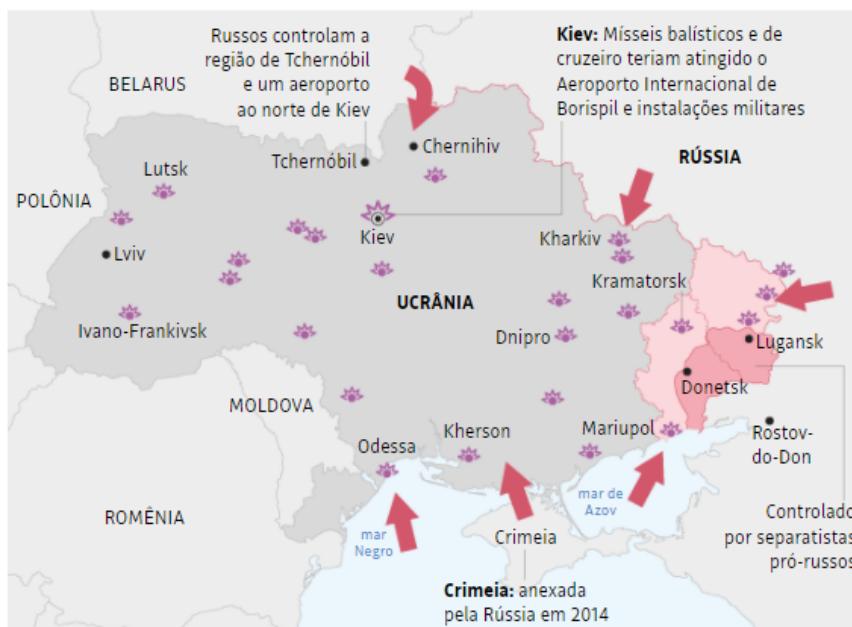 Russos controlam a
região de Tchernóbil
e um aeroporto
ao norte de Kiev
Kiev: Mísseis balísticos e de
cruzeiro teriam atingido o
Aeroporto Internacional de
Borispil e instalações militares
BELARUS
Chernihiv
Tchernóbil
RÚSSIA
Lutsk
POLÔNIA
Kiev
Kharkiv
Lviv
Kramatorsk
UCRÂNIA
Ivano-Frankivsk
Dnipro
Lugansk
Donetsk
MOLDOVA
Kherson
Mariupol
Odessa
Rostov-
do-Don
mar de
Azov
ROMÊNIA
mar
Negro
Crimeia
Controlado
por separatistas
pró-russos
Crimeia: anexada
pela Rússia em 2014